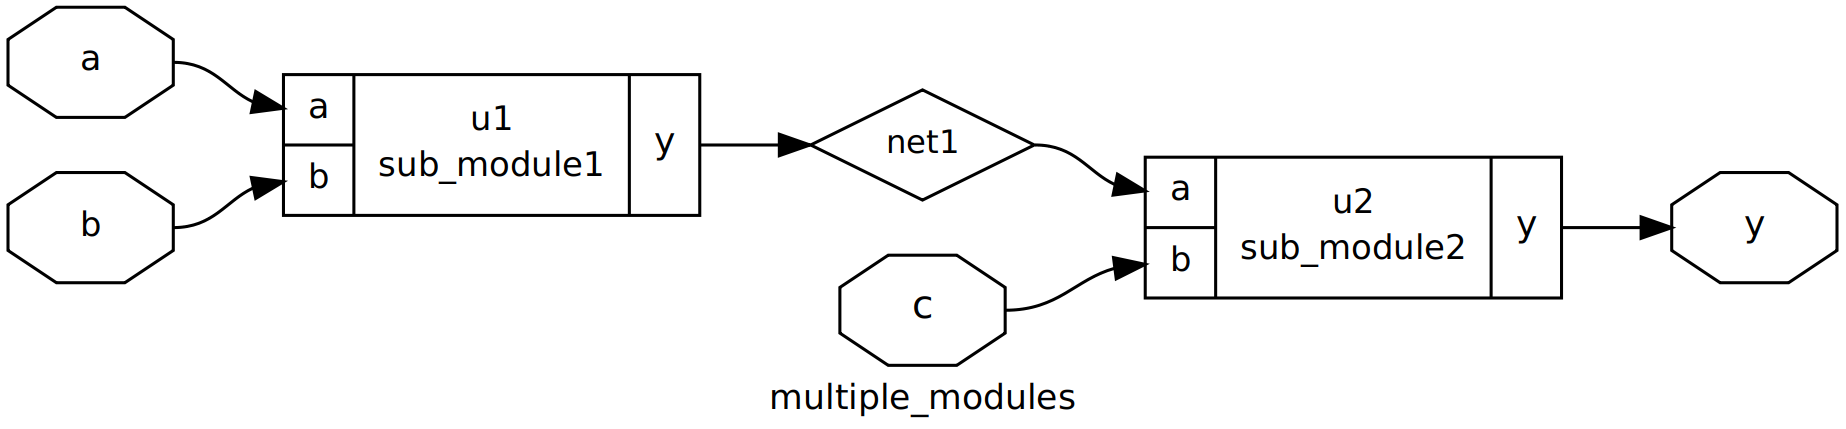 a
b
a
b
u1
sub_module1
y
net1
c
a
b
u2
sub_module2
y
y
multiple_modules